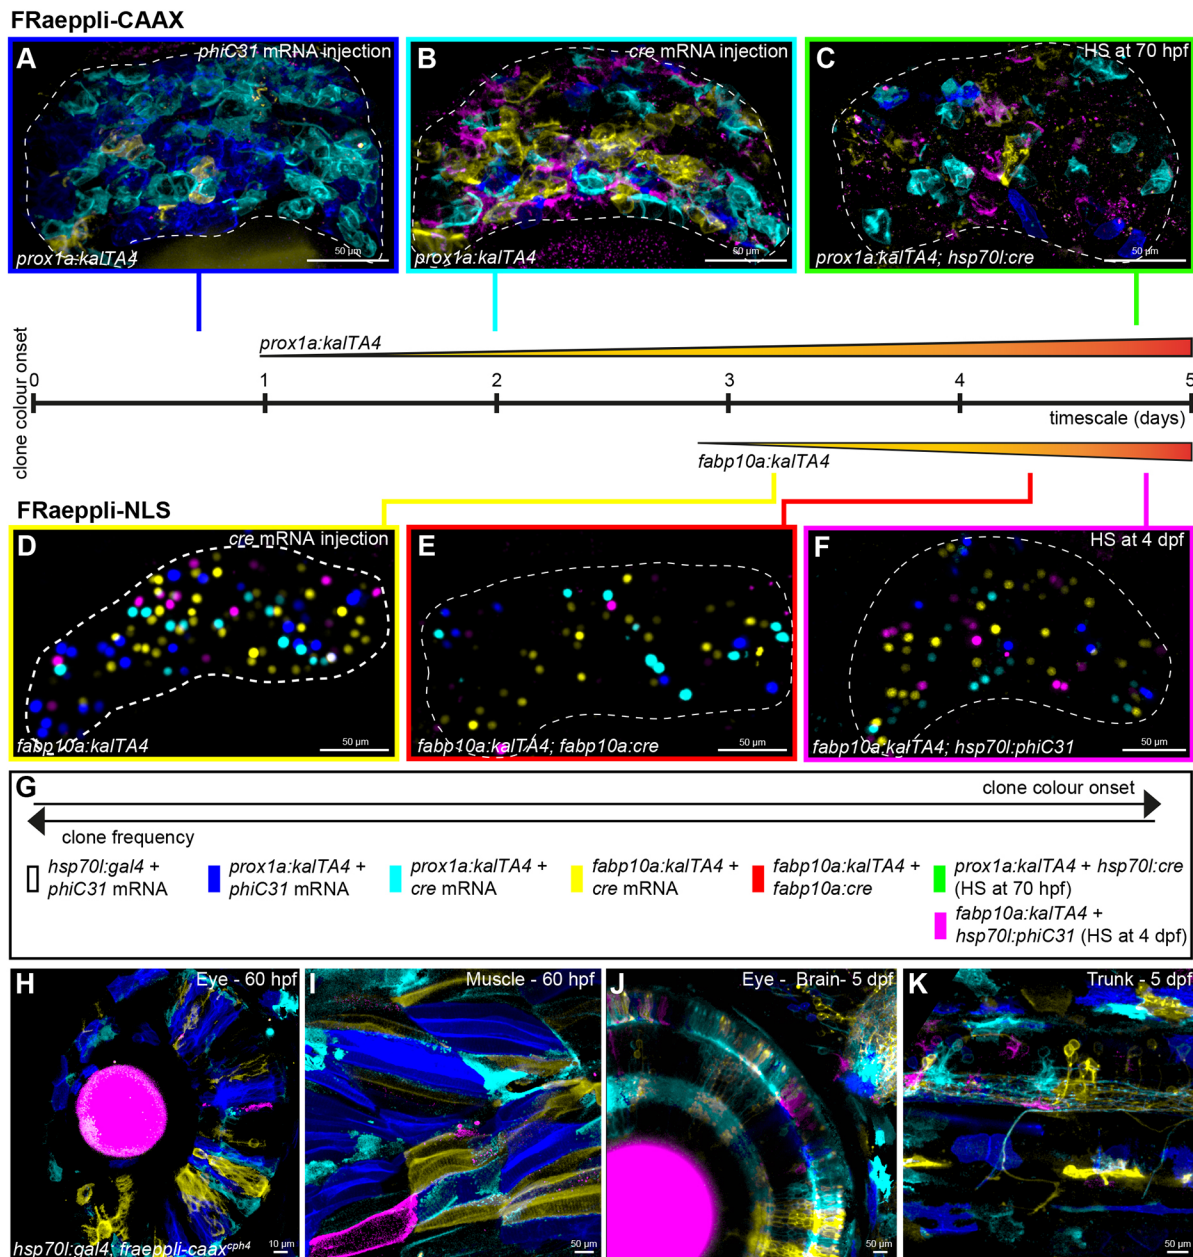 FRaeppli-CAAX
A
phiC31 mRNA injection
prox1a:kalTA4
50 µm
B
cre mRNA injection
prox1a:kalTA4
50 µm
C
HS at 70 hpf
prox1a:kalTA4; hsp70l:cre
50 µm
clone colour onset
prox1a:kalTA4
0
1
2
3
4
5
timescale (days)
fabp10a:kalTA4
FRaeppli-NLS
D
cre mRNA injection
fabp10a:kalTA4
50 µm
E
fabp10a:kalTA4; fabp10a:cre
50 µm
F
HS at 4 dpf
fabp10a:kalTA4; hsp70l:phiC31
50 µm
G
clone colour onset
clone frequency
hsp70l:gal4 +
phiC31 mRNA
prox1a:kalTA4 +
phiC31 mRNA
prox1a:kalTA4 +
cre mRNA
fabp10a:kalTA4 +
cre mRNA
fabp10a:kalTA4 +
fabp10a:cre
prox1a:kalTA4 + hsp70l:cre
(HS at 70 hpf)
fabp10a:kalTA4 +
hsp70l:phiC31 (HS at 4 dpf)
H
Eye - 60 hpf
hsp70l:gal4; fraeppli-caaxcph4
10 µm
I
Muscle - 60 hpf
50 µm
J
Eye - Brain- 5 dpf
50 µm
K
Trunk - 5 dpf
50 µm